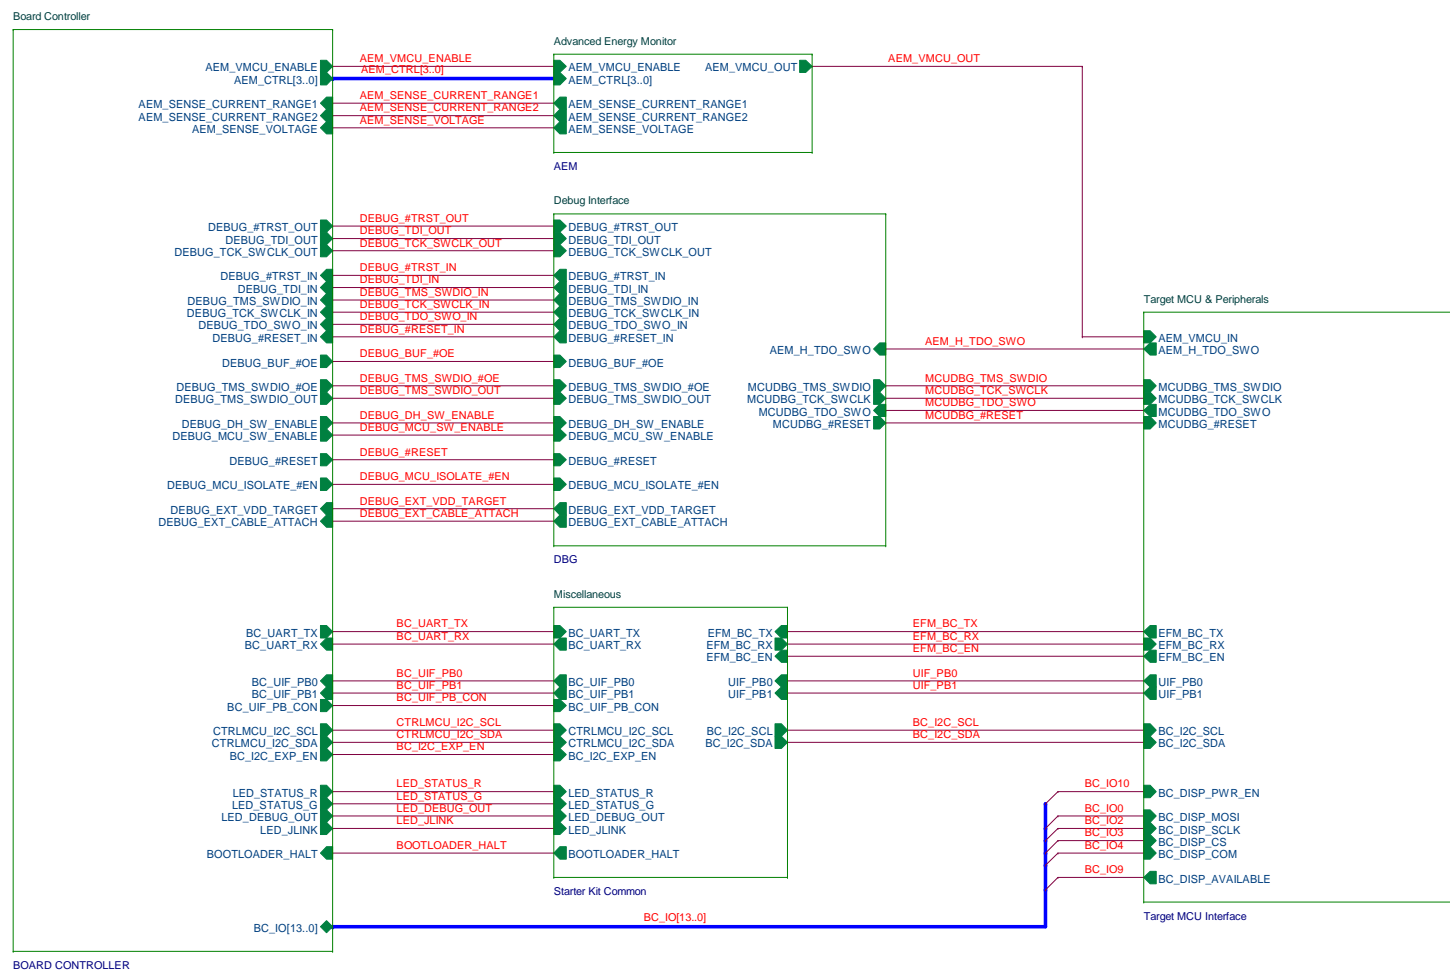 Board Controller
AEM_VMCU_ENABLE
AEM_CTRL[3..0]
AEM_SENSE_CURRENT_RANGE1
AEM_SENSE_CURRENT_RANGE2
AEM_SENSE_VOLTAGE
DEBUG_#TRST_OUT
DEBUG_TDI_OUT
DEBUG_TCK_SWCLK_OUT
DEBUG_#TRST_IN
DEBUG_TDI_IN
DEBUG_TMS_SWDIO_IN
DEBUG_TCK_SWCLK_IN
DEBUG_TDO_SWO_IN
DEBUG_#RESET_IN
DEBUG_BUF_#OE
DEBUG_TMS_SWDIO_#OE
DEBUG_TMS_SWDIO_OUT
DEBUG_DH_SW_ENABLE
DEBUG_MCU_SW_ENABLE
DEBUG_#RESET
DEBUG_MCU_ISOLATE_#EN
DEBUG_EXT_VDD_TARGET
DEBUG_EXT_CABLE_ATTACH
BC_UART_TX
BC_UART_RX
BC_UIF_PB0
BC_UIF_PB1
BC_UIF_PB_CON
CTRLMCU_I2C_SCL
CTRLMCU_I2C_SDA
BC_I2C_EXP_EN
LED_STATUS_R
LED_STATUS_G
LED_DEBUG_OUT
LED_JLINK
BOOTLOADER_HALT
BC_IO[13..0]
BOARD CONTROLLER
AEM_VMCU_ENABLE
AEM_CTRL[3..0]
AEM_SENSE_CURRENT_RANGE1
AEM_SENSE_CURRENT_RANGE2
AEM_SENSE_VOLTAGE
DEBUG_#TRST_OUT
DEBUG_TDI_OUT
DEBUG_TCK_SWCLK_OUT
DEBUG_#TRST_IN
DEBUG_TDI_IN
DEBUG_TMS_SWDIO_IN
DEBUG_TCK_SWCLK_IN
DEBUG_TDO_SWO_IN
DEBUG_#RESET_IN
DEBUG_BUF_#OE
DEBUG_TMS_SWDIO_#OE
DEBUG_TMS_SWDIO_OUT
DEBUG_DH_SW_ENABLE
DEBUG_MCU_SW_ENABLE
DEBUG_#RESET
DEBUG_MCU_ISOLATE_#EN
DEBUG_EXT_VDD_TARGET
DEBUG_EXT_CABLE_ATTACH
BC_UART_TX
BC_UART_RX
BC_UIF_PB0
BC_UIF_PB1
BC_UIF_PB_CON
CTRLMCU_I2C_SCL
CTRLMCU_I2C_SDA
BC_I2C_EXP_EN
LED_STATUS_R
LED_STATUS_G
LED_DEBUG_OUT
LED_JLINK
BOOTLOADER_HALT
BC_IO[13..0]
Advanced Energy Monitor
AEM_VMCU_ENABLE
AEM_CTRL[3..0]
AEM_SENSE_CURRENT_RANGE1
AEM_SENSE_CURRENT_RANGE2
AEM_SENSE_VOLTAGE
AEM_VMCU_OUT
AEM
AEM_VMCU_OUT
Debug Interface
DEBUG_#TRST_OUT
DEBUG_TDI_OUT
DEBUG_TCK_SWCLK_OUT
DEBUG_#TRST_IN
DEBUG_TDI_IN
DEBUG_TMS_SWDIO_IN
DEBUG_TCK_SWCLK_IN
DEBUG_TDO_SWO_IN
DEBUG_#RESET_IN
DEBUG_BUF_#OE
DEBUG_TMS_SWDIO_#OE
DEBUG_TMS_SWDIO_OUT
DEBUG_DH_SW_ENABLE
DEBUG_MCU_SW_ENABLE
DEBUG_#RESET
DEBUG_MCU_ISOLATE_#EN
DEBUG_EXT_VDD_TARGET
DEBUG_EXT_CABLE_ATTACH
AEM_H_TDO_SWO
MCUDBG_TMS_SWDIO
MCUDBG_TCK_SWCLK
MCUDBG_TDO_SWO
MCUDBG_#RESET
DBG
AEM_H_TDO_SWO
MCUDBG_TMS_SWDIO
MCUDBG_TCK_SWCLK
MCUDBG_TDO_SWO
MCUDBG_#RESET
Miscellaneous
BC_UART_TX
BC_UART_RX
BC_UIF_PB0
BC_UIF_PB1
BC_UIF_PB_CON
CTRLMCU_I2C_SCL
CTRLMCU_I2C_SDA
BC_I2C_EXP_EN
LED_STATUS_R
LED_STATUS_G
LED_DEBUG_OUT
LED_JLINK
BOOTLOADER_HALT
EFM_BC_TX
EFM_BC_RX
EFM_BC_EN
UIF_PB0
UIF_PB1
BC_I2C_SCL
BC_I2C_SDA
Starter Kit Common
EFM_BC_TX
EFM_BC_RX
EFM_BC_EN
UIF_PB0
UIF_PB1
BC_I2C_SCL
BC_I2C_SDA
BC_IO10
BC_IO0
BC_IO2
BC_IO3
BC_IO4
BC_IO9
Target MCU & Peripherals
AEM_VMCU_IN
AEM_H_TDO_SWO
MCUDBG_TMS_SWDIO
MCUDBG_TCK_SWCLK
MCUDBG_TDO_SWO
MCUDBG_#RESET
EFM_BC_TX
EFM_BC_RX
EFM_BC_EN
UIF_PB0
UIF_PB1
BC_I2C_SCL
BC_I2C_SDA
BC_DISP_PWR_EN
BC_DISP_MOSI
BC_DISP_SCLK
BC_DISP_CS
BC_DISP_COM
BC_DISP_AVAILABLE
Target MCU Interface